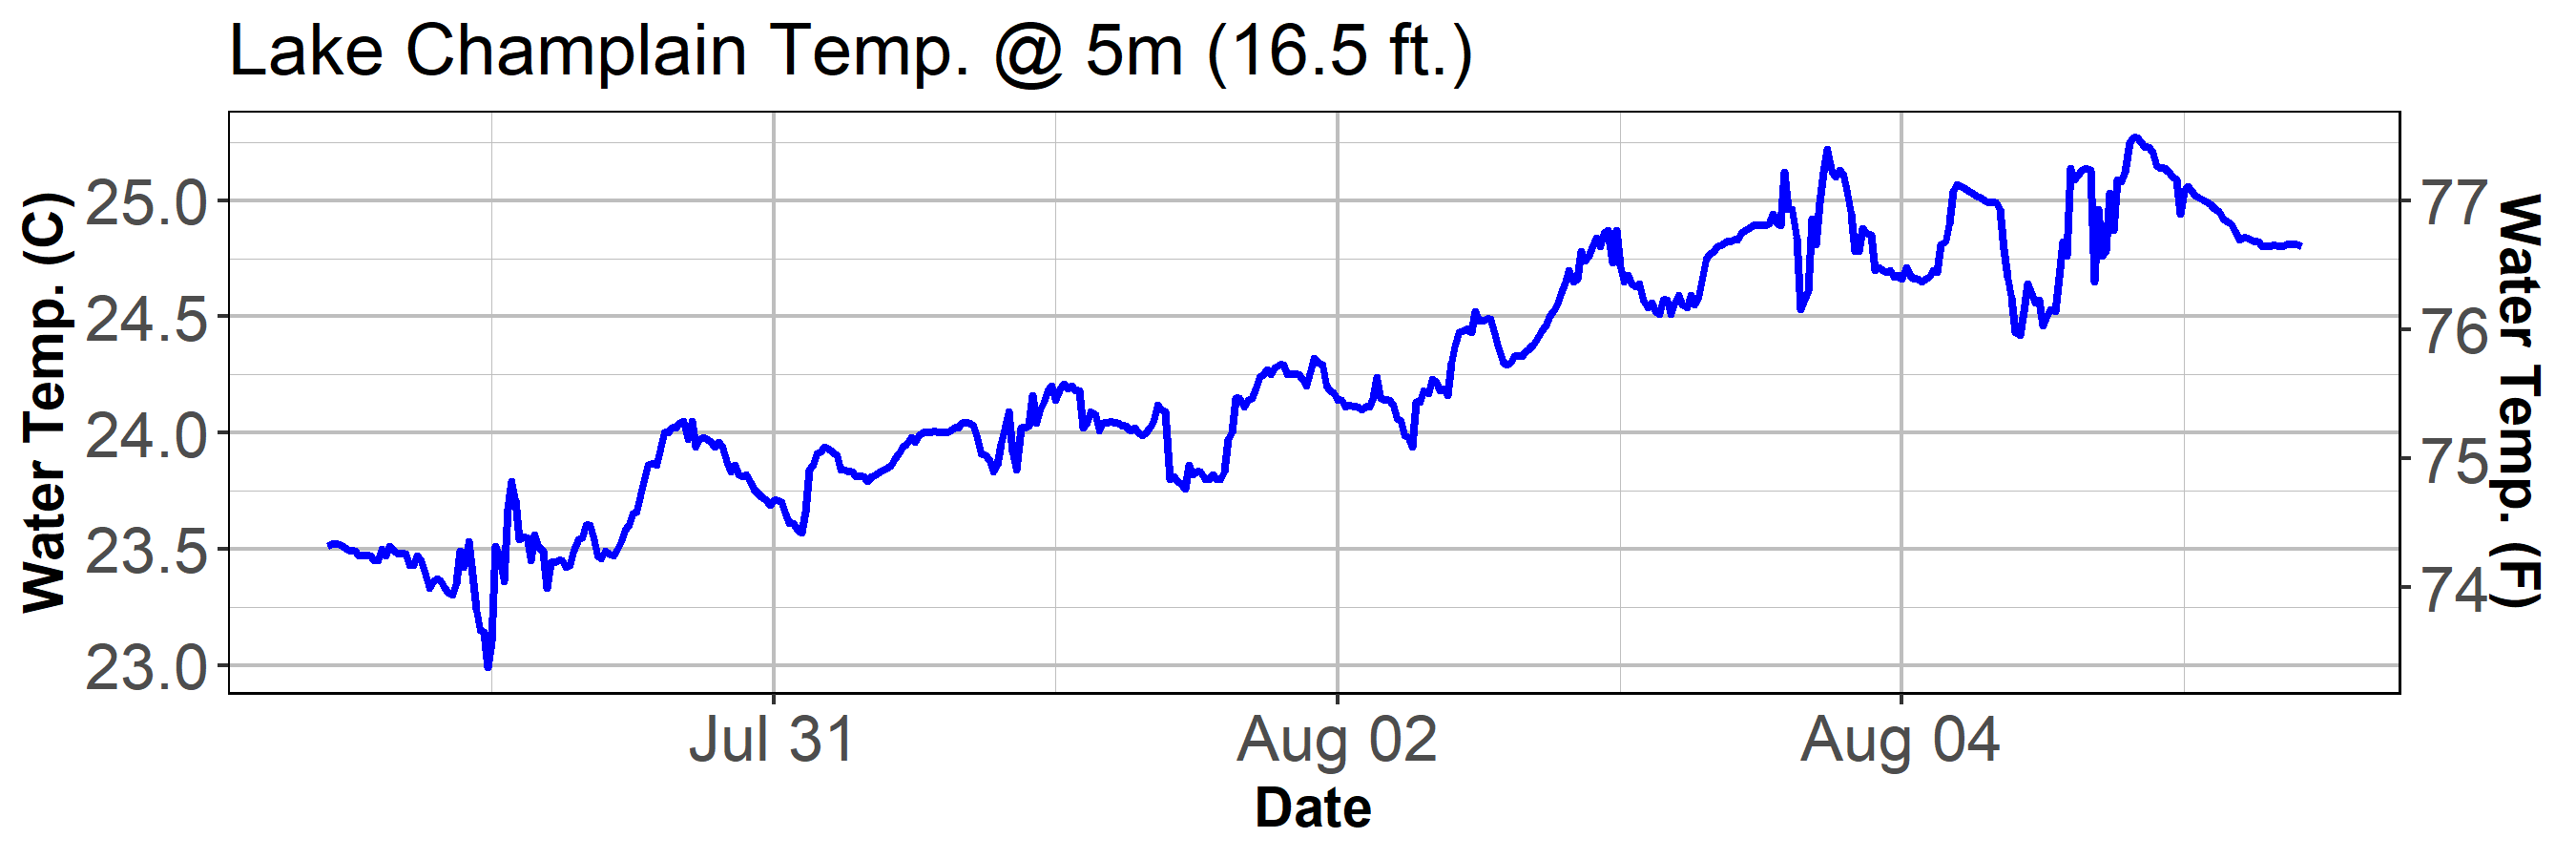 Lake Champlain Temp. @ 5m (16.5 ft.)
Water Temp. (C)
25.0
24.5
24.0
23.5
23.0
77
76
75
74
Water Temp. (F)
Jul 31
Aug 02
Aug 04
Date